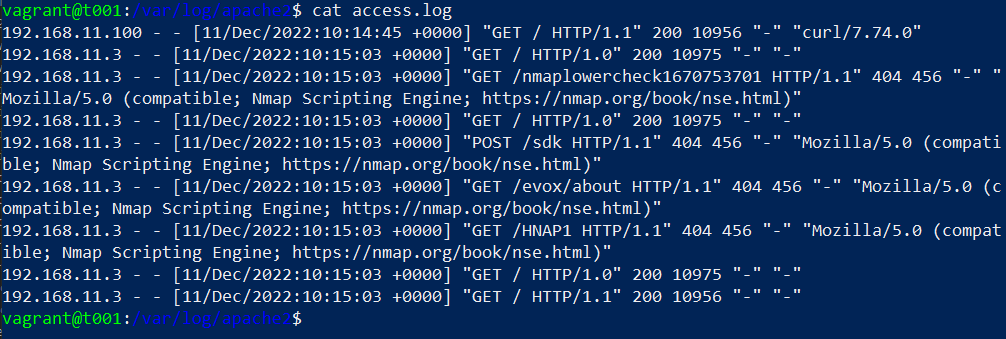 vagrant@t001:/var/log/apache2$ cat access.log
192.168.11.100 - - [11/Dec/2022:10:14:45 +0000] "GET / HTTP/1.1" 200 10956 "-" "curl/7.74.0"
192.168.11.3 - - [11/Dec/2022:10:15:03 +0000] "GET / HTTP/1.0" 200 10975 "-" "-"
192.168.11.3 - - [11/Dec/2022:10:15:03 +0000] "GET /nmaplowercheck1670753701 HTTP/1.1" 404 456 "-" "
Mozilla/5.0 (compatible; Nmap Scripting Engine; https://nmap.org/book/nse.html)"
192.168.11.3 - - [11/Dec/2022:10:15:03 +0000] "GET / HTTP/1.0" 200 10975 "-" "-"
192.168.11.3 - - [11/Dec/2022:10:15:03 +0000] "POST /sdk HTTP/1.1" 404 456 "-" "Mozilla/5.0 (compati
ble; Nmap Scripting Engine; https://nmap.org/book/nse.html)"
192.168.11.3 - - [11/Dec/2022:10:15:03 +0000] "GET /evox/about HTTP/1.1" 404 456 "-" "Mozilla/5.0 (c
ompatible; Nmap Scripting Engine; https://nmap.org/book/nse.html)"
192.168.11.3 - - [11/Dec/2022:10:15:03 +0000] "GET /HNAP1 HTTP/1.1" 404 456 "-" "Mozilla/5.0 (compat
ible; Nmap Scripting Engine; https://nmap.org/book/nse.html)"
192.168.11.3 - - [11/Dec/2022:10:15:03 +0000] "GET / HTTP/1.0" 200 10975 "-" "-"
192.168.11.3 - - [11/Dec/2022:10:15:03 +0000] "GET / HTTP/1.1" 200 10956 "-" "-"
vagrant@t001:/var/log/apache2$